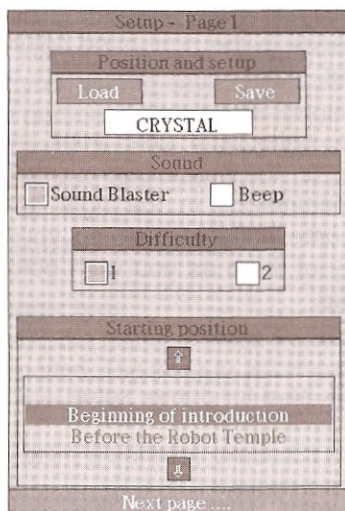 Setup - Page 1
Position and setup
Load Save
CRYSTAL
Sound
Sound Blaster Beep
Difficulty
1 2
Starting position
Beginning of introduction
Before the Robot Temple
Next page ....